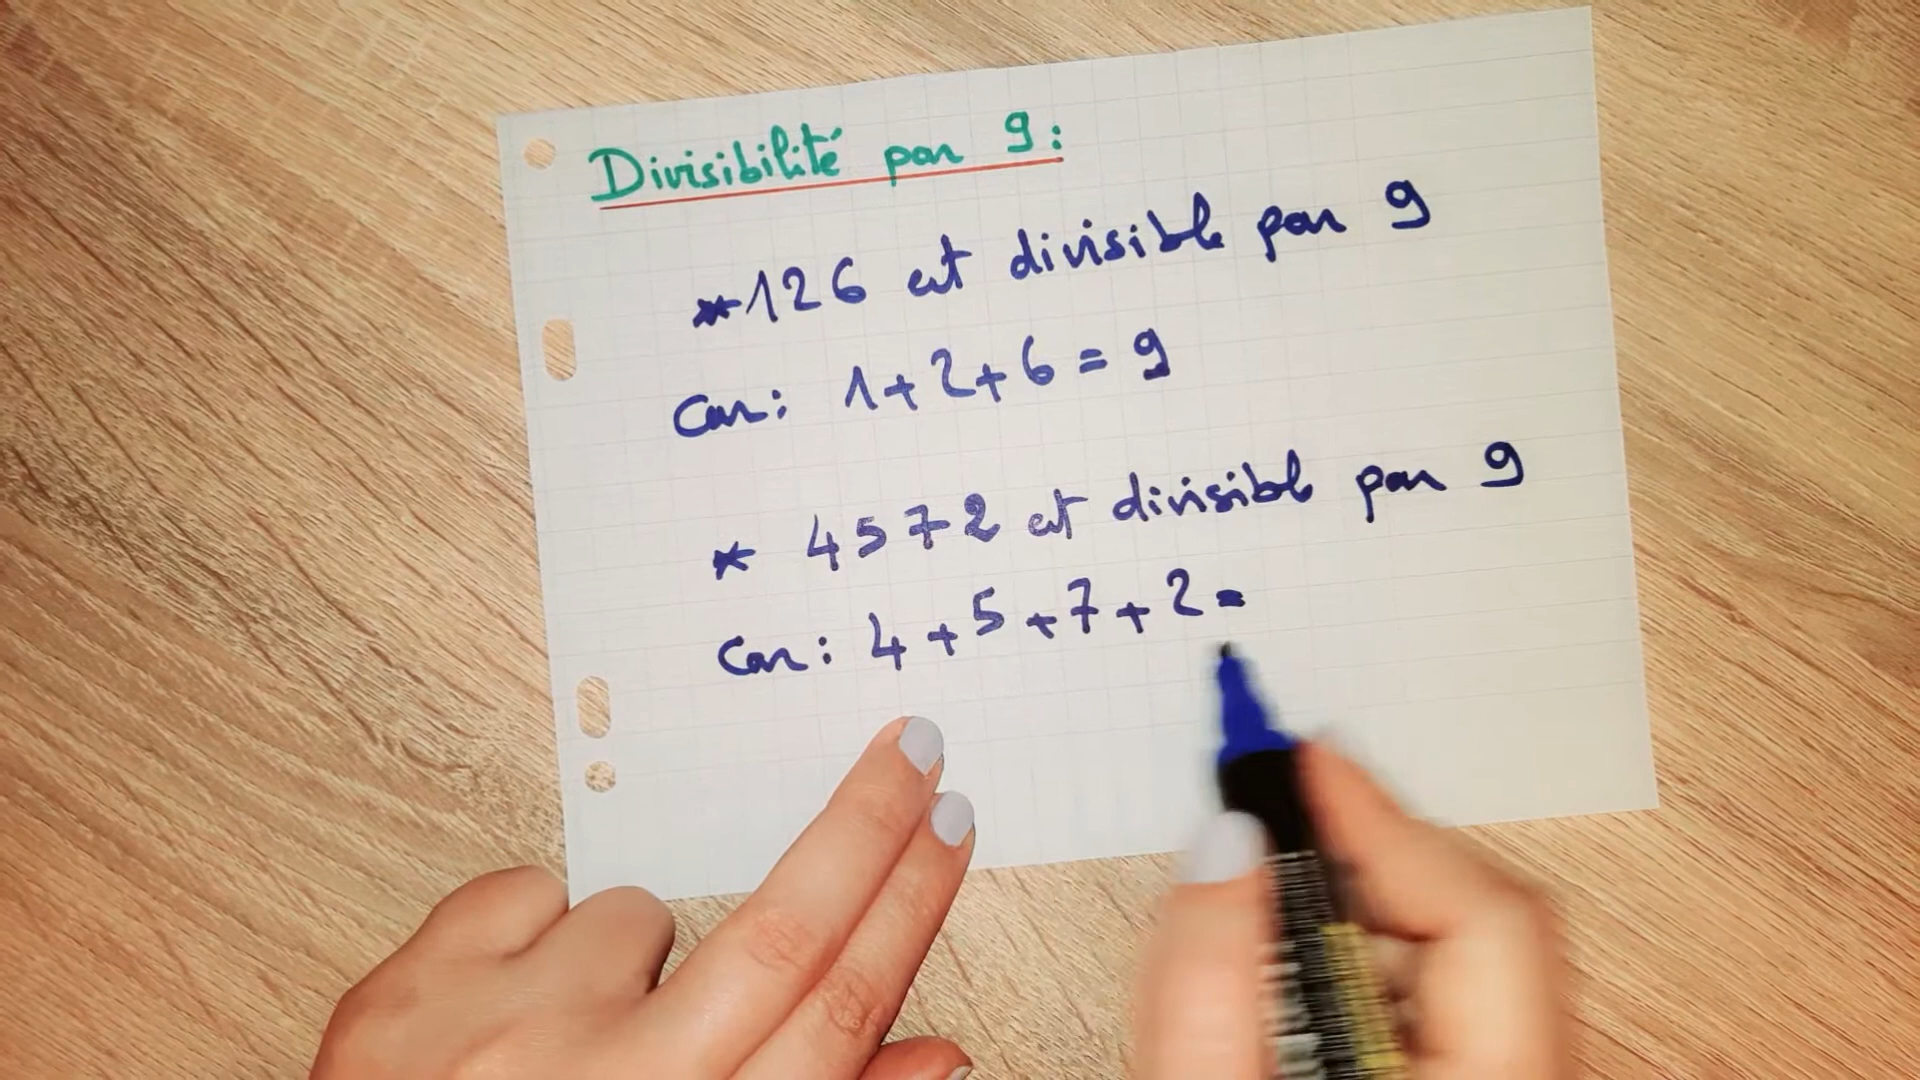 Divisibilité par 9 :
* 126 est divisible par 9
Car : 1 + 2 + 6 = 9
* 4572 est divisible par 9
Car : 4 + 5 + 7 + 2 =